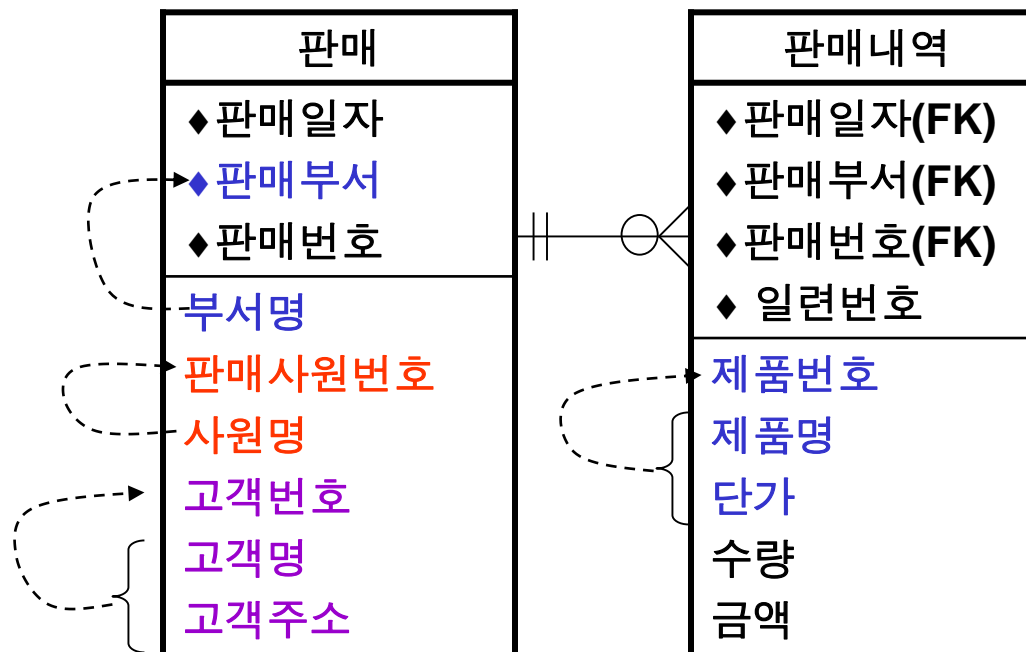 판매
♦판매일자
♦판매부서
♦판매번호
부서명
판매사원번호
사원명
고객번호
고객명
고객주소
판매내역
♦판매일자(FK)
♦판매부서(FK)
♦판매번호(FK)
♦ 일련번호
제품번호
제품명
단가
수량
금액